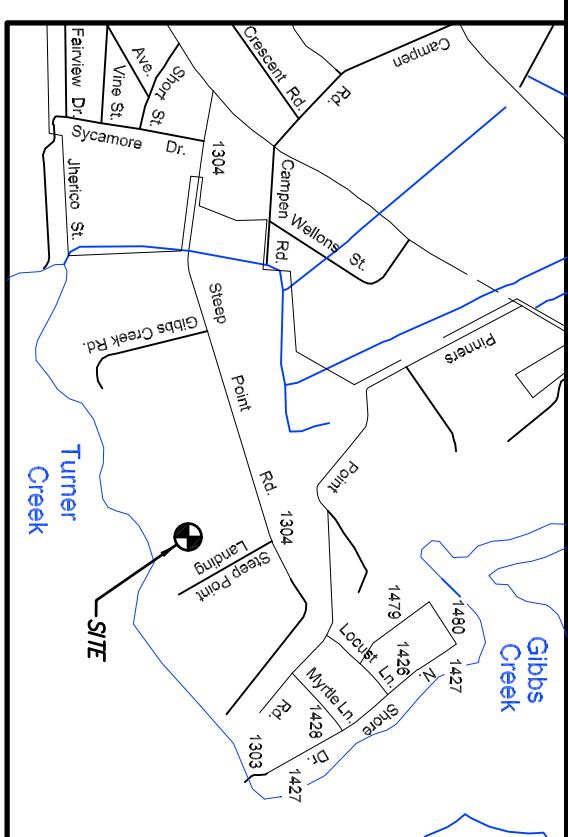 Campen
Rd.
Crescent Rd.
Fairview Dr.
Vine St.
Ave.
Short St.
Sycamore Dr.
Jherico St.
1304
Campen Rd.
Wellons St.
Pinners
Point
Steep Point Rd.
1304
Gibbs Creek Rd.
Steep Point
Landing
SITE
Turner
Creek
Gibbs
Creek
1480
1479
1426
1427
Locust Ln.
Myrtle Ln.
N. Shore Dr.
1428
Rd.
1303
1427